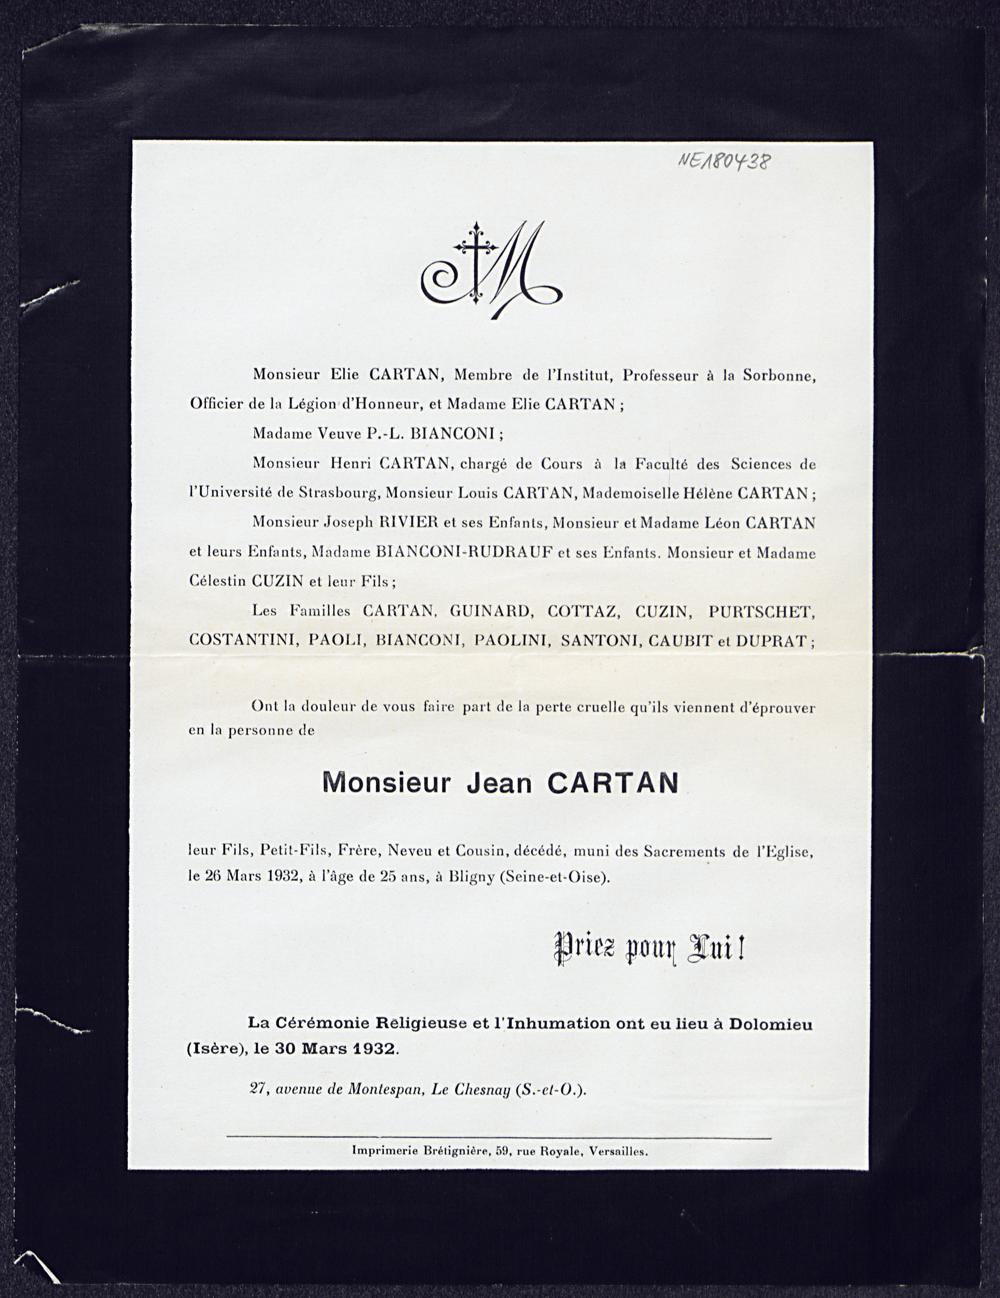 NE180438
M
Monsieur Elie CARTAN, Membre de l'Institut, Professeur à la Sorbonne,
Officier de la Légion d'Honneur, et Madame Elie CARTAN ;
Madame Veuve P.-L. BIANCONI ;
Monsieur Henri CARTAN, chargé de Cours à la Faculté des Sciences de
l'Université de Strasbourg, Monsieur Louis CARTAN, Mademoiselle Hélène CARTAN ;
Monsieur Joseph RIVIER et ses Enfants, Monsieur et Madame Léon CARTAN
et leurs Enfants, Madame BIANCONI-RUDRAUF et ses Enfants. Monsieur et Madame
Célestin CUZIN et leur Fils ;
Les Familles CARTAN, GUINARD, COTTAZ, CUZIN, PURTSCHET,
COSTANTINI, PAOLI, BIANCONI, PAOLINI, SANTONI, CAUBIT et DUPRAT ;
Ont la douleur de vous faire part de la perte cruelle qu'ils viennent d'éprouver
en la personne de
Monsieur Jean CARTAN
leur Fils, Petit-Fils, Frère, Neveu et Cousin, décédé, muni des Sacrements de l'Eglise,
le 26 Mars 1932, à l'âge de 25 ans, à Bligny (Seine-et-Oise).
Priez pour Lui !
La Cérémonie Religieuse et l'Inhumation ont eu lieu à Dolomieu
(Isère), le 30 Mars 1932.
27, avenue de Montespan, Le Chesnay (S.-et-O.).
Imprimerie Brétignière, 59, rue Royale, Versailles.